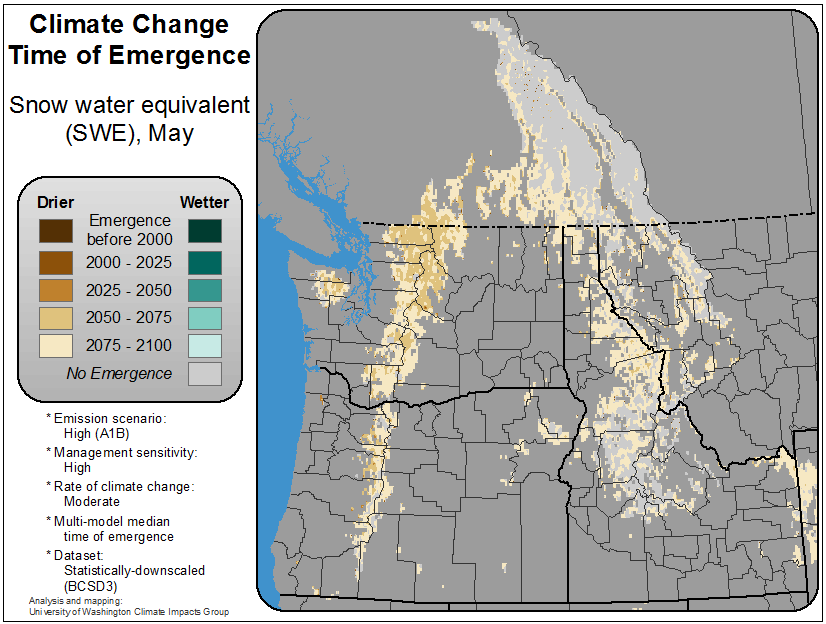 Climate Change
Time of Emergence
Snow water equivalent
(SWE), May
Drier
Wetter
Emergence
before 2000
2000 - 2025
2025 - 2050
2050 - 2075
2075 - 2100
No Emergence
* Emission scenario:
High (A1B)
* Management sensitivity:
High
* Rate of climate change:
Moderate
* Multi-model median
time of emergence
* Dataset:
Statistically-downscaled
(BCSD3)
Analysis and mapping:
University of Washington Climate Impacts Group